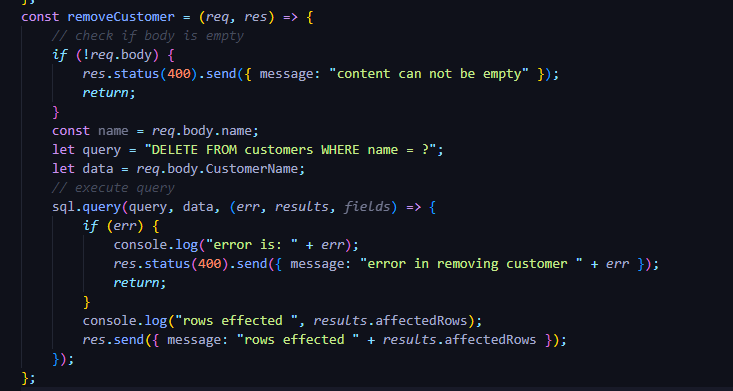 };
const removeCustomer = (req, res) => {
// check if body is empty
if (!req.body) {
res.status(400).send({ message: "content can not be empty" });
return;
}
const name = req.body.name;
let query = "DELETE FROM customers WHERE name = ?";
let data = req.body.CustomerName;
// execute query
sql.query(query, data, (err, results, fields) => {
if (err) {
console.log("error is: " + err);
res.status(400).send({ message: "error in removing customer " + err });
return;
}
console.log("rows effected ", results.affectedRows);
res.send({ message: "rows effected " + results.affectedRows });
});
};